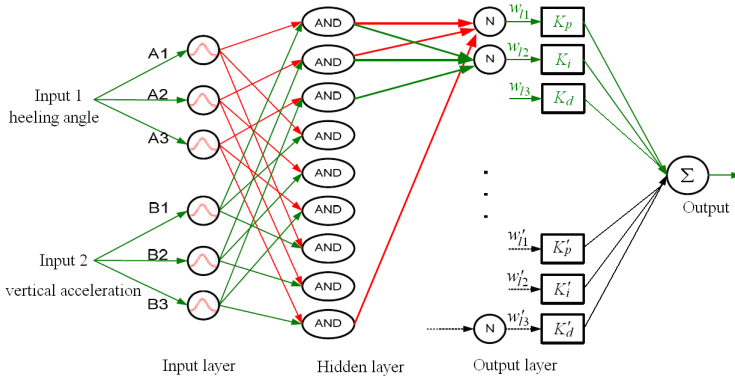 A1
A2
A3
Input 1
heeling angle
B1
B2
B3
Input 2
vertical acceleration
AND
AND
AND
AND
AND
AND
AND
AND
AND
N
N
N
w_{l1}
K_p
w_{l2}
K_i
w_{l3}
K_d
w'_{l1}
K'_p
w'_{l2}
K'_i
w'_{l3}
K'_d
Σ
Output
Input layer
Hidden layer
Output layer